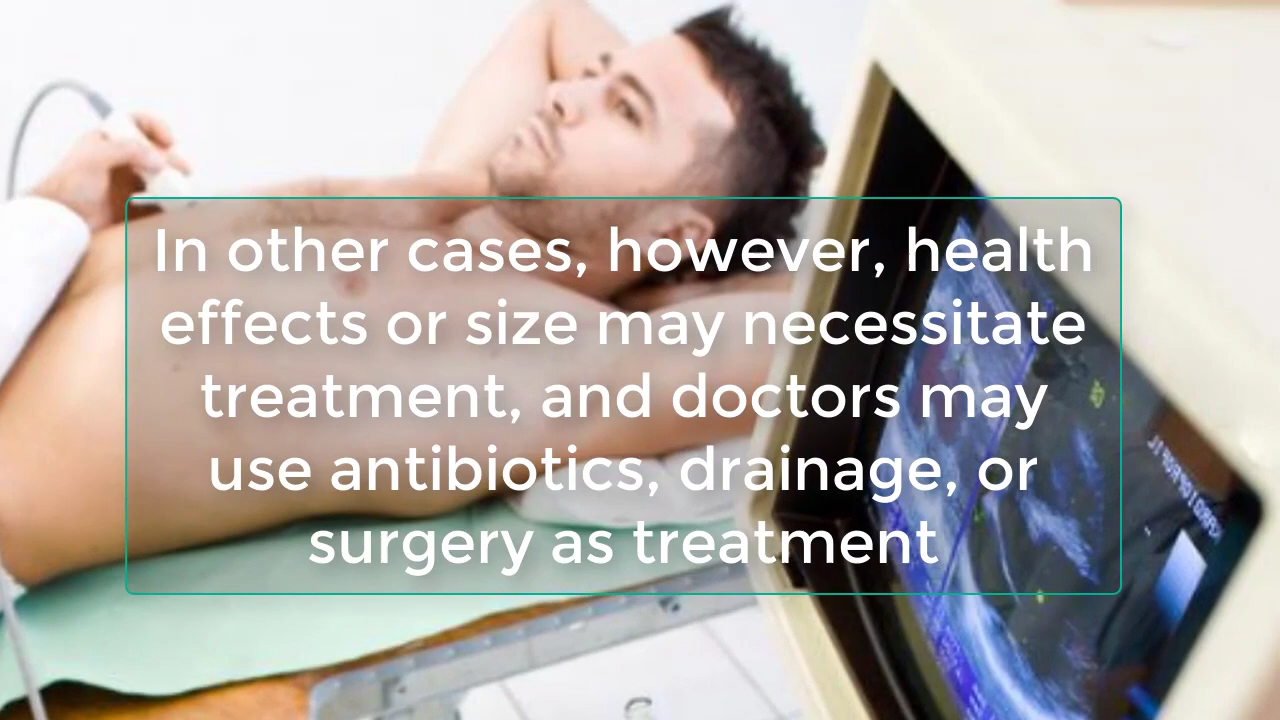 In other cases, however, health
effects or size may necessitate
treatment, and doctors may
use antibiotics, drainage, or
surgery as treatment